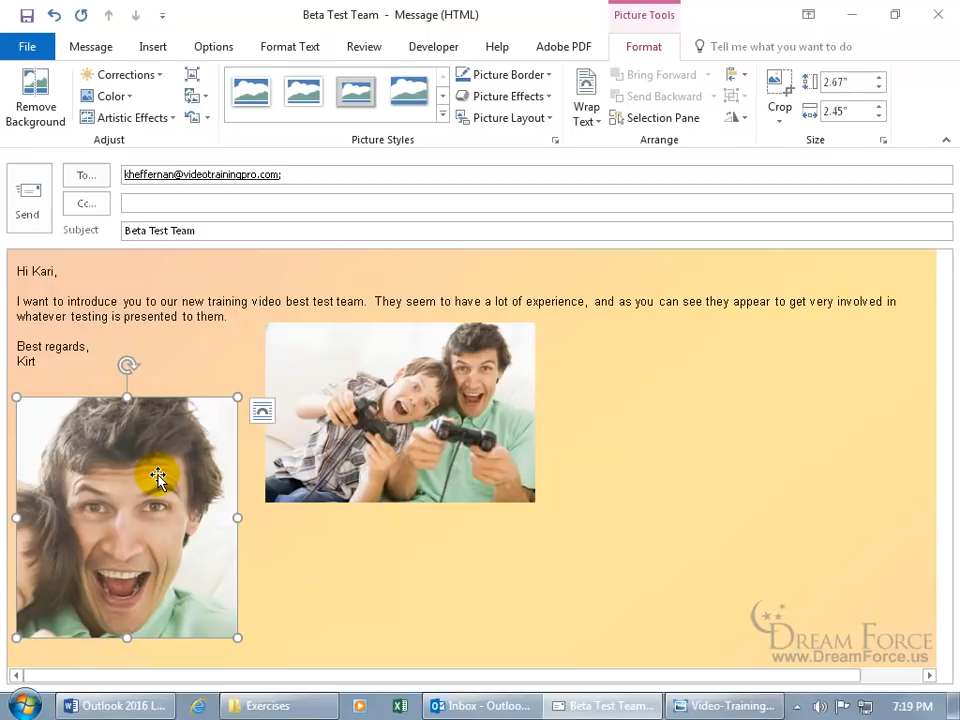 Beta Test Team - Message (HTML)
Picture Tools
File
Message
Insert
Options
Format Text
Review
View
Developer
Help
Adobe PDF
Format
Tell me what you want to do
Remove
Background
Corrections
Color
Artistic Effects
Adjust
Picture Styles
Picture Border
Picture Effects
Picture Layout
Wrap
Text
Bring Forward
Send Backward
Selection Pane
Arrange
Crop
2.67"
2.45"
Size
Send
To...
kheffernan@videotrainingpro.com;
Cc...
Subject
Beta Test Team
Hi Kari,
I want to introduce you to our new training video best test team. They seem to have a lot of experience, and as you can see they appear to get very involved in
whatever testing is presented to them.
Best regards,
Kirt
DREAM FORCE
www.DreamForce.us
Outlook 2016 L...
Exercises
Inbox - Outloo...
Beta Test Team...
Video-Training...
7:19 PM